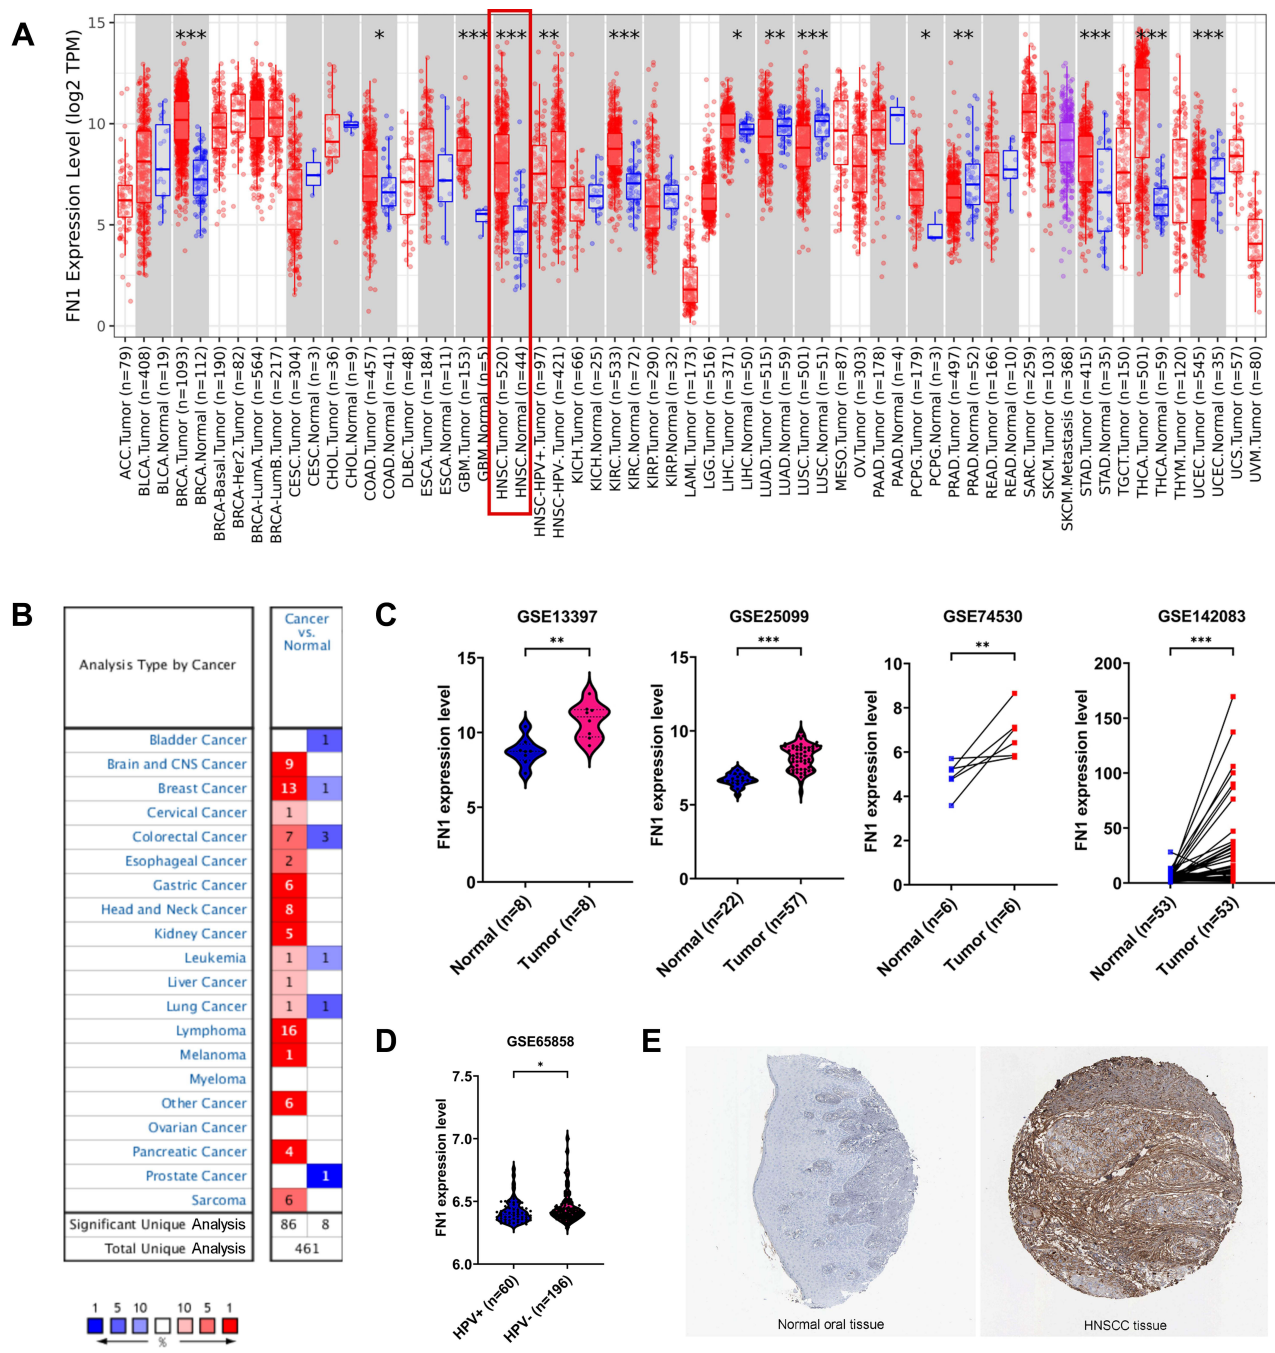 A
FN1 Expression Level (log2 TPM)
15
10
5
0
***
*
***
***
**
***
*
**
***
*
**
***
***
***
ACC.Tumor (n=79)
BLCA.Tumor (n=408)
BLCA.Normal (n=19)
BRCA.Tumor (n=1093)
BRCA.Normal (n=112)
BRCA-Basal.Tumor (n=190)
BRCA-Her2.Tumor (n=82)
BRCA-LumA.Tumor (n=564)
BRCA-LumB.Tumor (n=217)
CESC.Tumor (n=304)
CESC.Normal (n=3)
CHOL.Tumor (n=36)
CHOL.Normal (n=9)
COAD.Tumor (n=457)
COAD.Normal (n=41)
DLBC.Tumor (n=48)
ESCA.Tumor (n=184)
ESCA.Normal (n=11)
GBM.Tumor (n=153)
GBM.Normal (n=5)
HNSC.Tumor (n=520)
HNSC.Normal (n=44)
HNSC-HPV+.Tumor (n=97)
HNSC-HPV-.Tumor (n=421)
KICH.Tumor (n=66)
KICH.Normal (n=25)
KIRC.Tumor (n=533)
KIRC.Normal (n=72)
KIRP.Tumor (n=290)
KIRP.Normal (n=32)
LAML.Tumor (n=173)
LGG.Tumor (n=516)
LIHC.Tumor (n=371)
LIHC.Normal (n=50)
LUAD.Tumor (n=515)
LUAD.Normal (n=59)
LUSC.Tumor (n=501)
LUSC.Normal (n=51)
MESO.Tumor (n=87)
OV.Tumor (n=303)
PAAD.Tumor (n=178)
PAAD.Normal (n=4)
PCPG.Tumor (n=179)
PCPG.Normal (n=3)
PRAD.Tumor (n=497)
PRAD.Normal (n=52)
READ.Tumor (n=166)
READ.Normal (n=10)
SARC.Tumor (n=259)
SKCM.Tumor (n=103)
SKCM.Metastasis (n=368)
STAD.Tumor (n=415)
STAD.Normal (n=35)
TGCT.Tumor (n=150)
THCA.Tumor (n=501)
THCA.Normal (n=59)
THYM.Tumor (n=120)
UCEC.Tumor (n=545)
UCEC.Normal (n=35)
UCS.Tumor (n=57)
UVM.Tumor (n=80)
B
Analysis Type by Cancer
Cancer
vs.
Normal
Bladder Cancer 1
Brain and CNS Cancer 9
Breast Cancer 13 1
Cervical Cancer 1
Colorectal Cancer 7 3
Esophageal Cancer 2
Gastric Cancer 6
Head and Neck Cancer 8
Kidney Cancer 5
Leukemia 1 1
Liver Cancer 1
Lung Cancer 1 1
Lymphoma 16
Melanoma 1
Myeloma
Other Cancer 6
Ovarian Cancer
Pancreatic Cancer 4
Prostate Cancer 1
Sarcoma 6
Significant Unique Analysis 86 8
Total Unique Analysis 461
1 5 10 10 5 1
%
C
GSE13397
**
FN1 expression level
15
10
5
0
Normal (n=8)
Tumor (n=8)
GSE25099
***
FN1 expression level
15
10
5
0
Normal (n=22)
Tumor (n=57)
GSE74530
**
FN1 expression level
10
8
6
4
2
0
Normal (n=6)
Tumor (n=6)
GSE142083
***
FN1 expression level
200
150
100
50
0
Normal (n=53)
Tumor (n=53)
D
GSE65858
*
FN1 expression level
7.5
7.0
6.5
6.0
HPV+ (n=60)
HPV- (n=196)
E
Normal oral tissue
HNSCC tissue